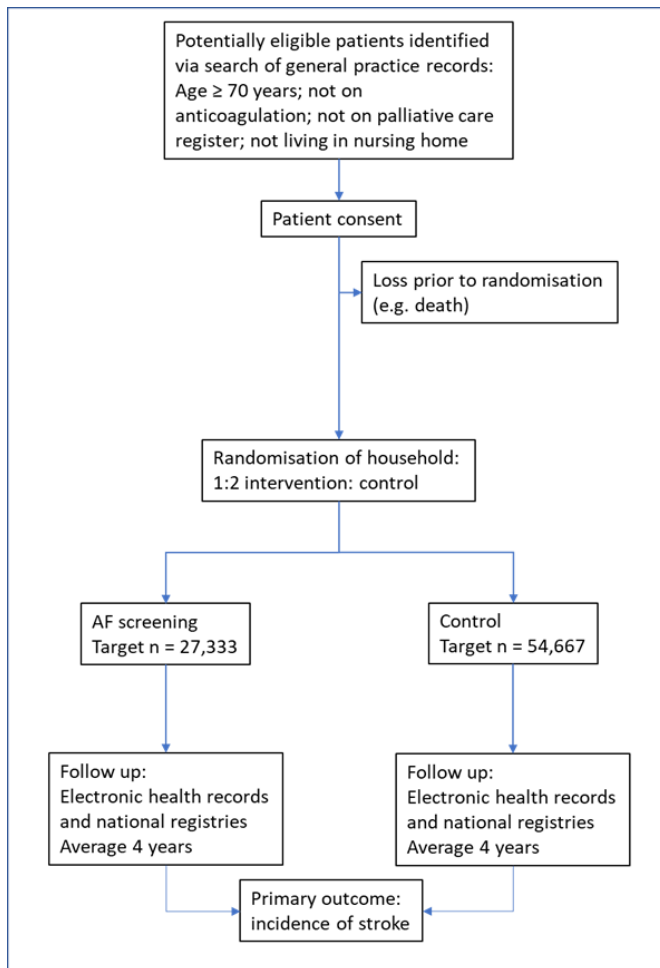 Potentially eligible patients identified
via search of general practice records:
Age ≥ 70 years; not on
anticoagulation; not on palliative care
register; not living in nursing home
Patient consent
Loss prior to randomisation
(e.g. death)
Randomisation of household:
1:2 intervention: control
AF screening
Target n = 27,333
Control
Target n = 54,667
Follow up:
Electronic health records
and national registries
Average 4 years
Follow up:
Electronic health records
and national registries
Average 4 years
Primary outcome:
incidence of stroke